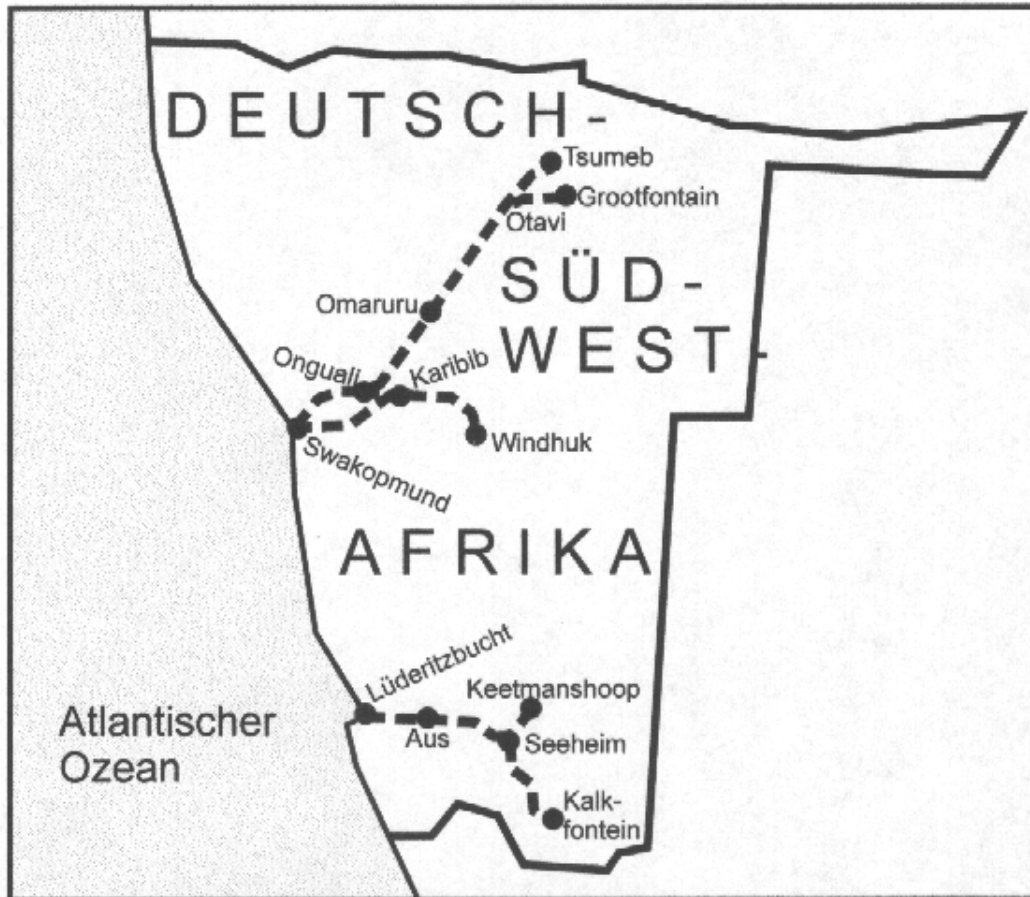 DEUTSCH-
Tsumeb
Grootfontain
Otavi
SÜD-
Omaruru
WEST-
Onguali
Karibib
Swakopmund
Windhuk
AFRIKA
Lüderitzbucht
Keetmanshoop
Atlantischer
Ozean
Aus
Seeheim
Kalk-
fontein